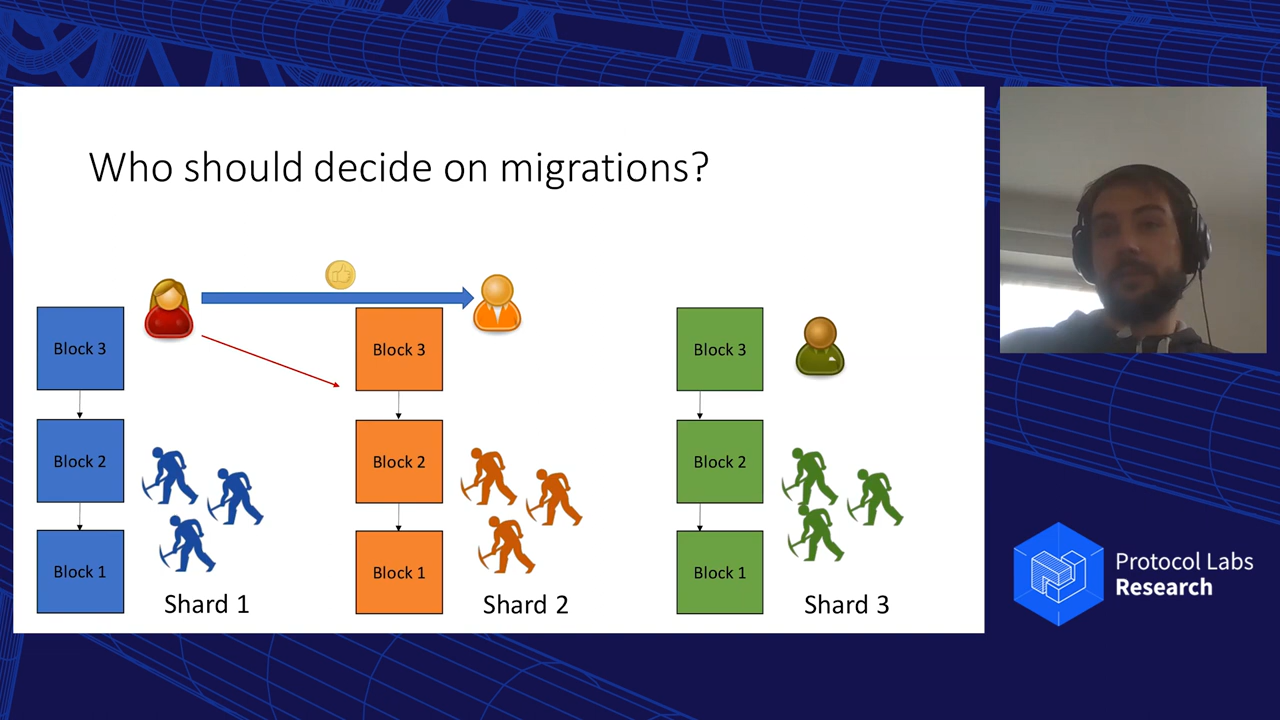 Who should decide on migrations?
Block 3
Block 2
Block 1
Shard 1
Block 3
Block 2
Block 1
Shard 2
Block 3
Block 2
Block 1
Shard 3
Protocol Labs
Research